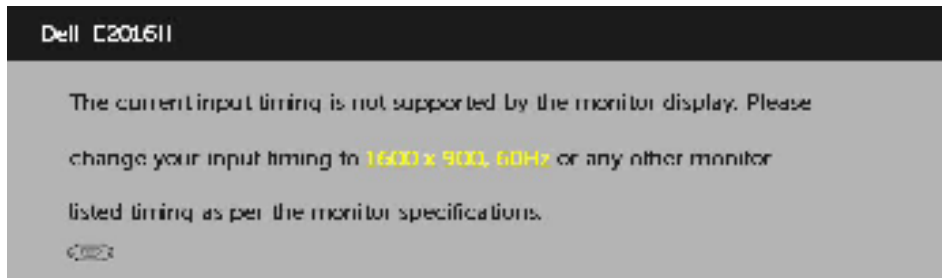 Dell E2016H
The current input timing is not supported by the monitor display. Please
change your input timing to 1600 x 900, 60Hz or any other monitor
listed timing as per the monitor specifications.